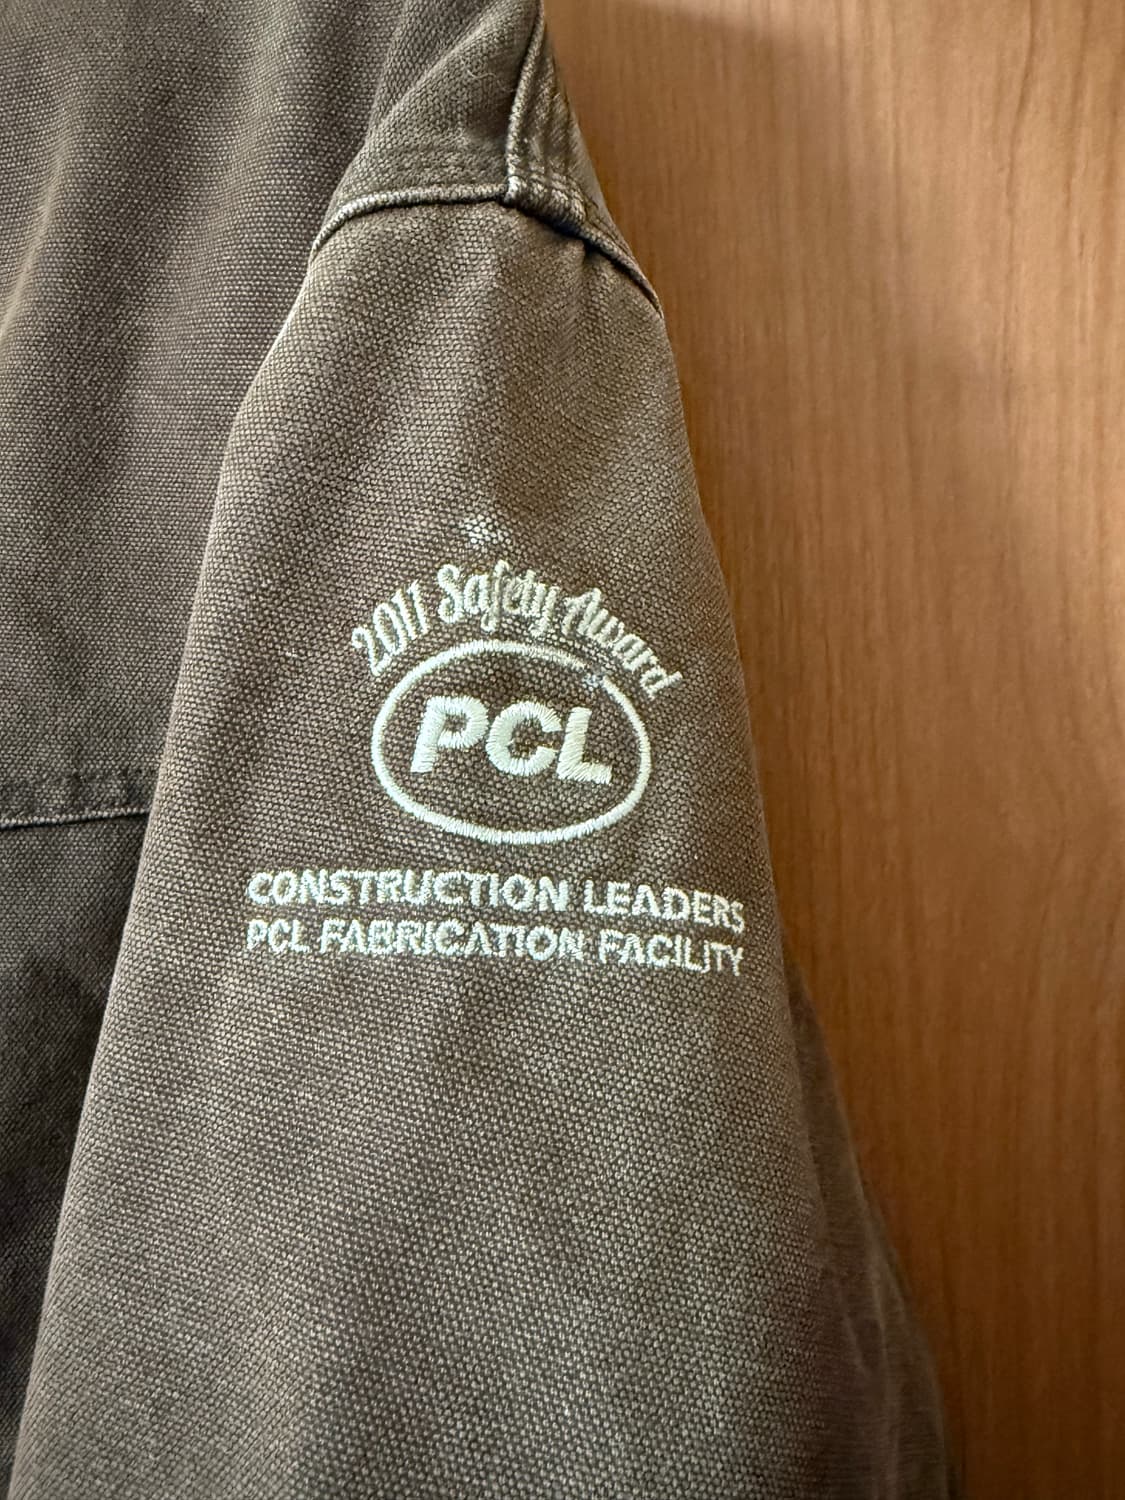 2011 Safety Award
PCL
CONSTRUCTION LEADERS
PCL FABRICATION FACILITY